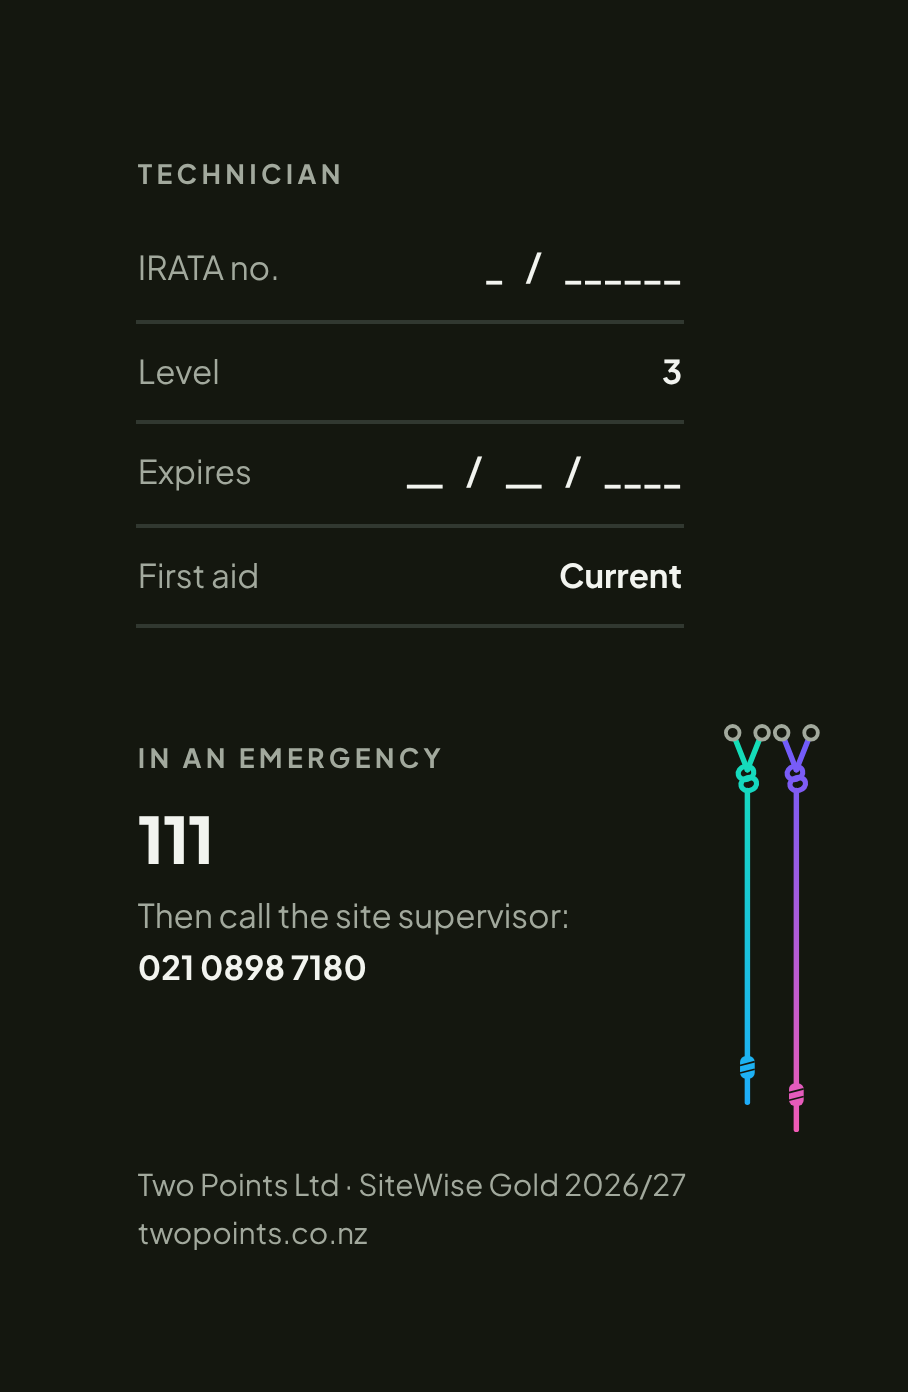 TECHNICIAN
IRATA no. _ / ______
Level 3
Expires __ / __ / ____
First aid Current
IN AN EMERGENCY
111
Then call the site supervisor:
021 0898 7180
Two Points Ltd · SiteWise Gold 2026/27
twopoints.co.nz